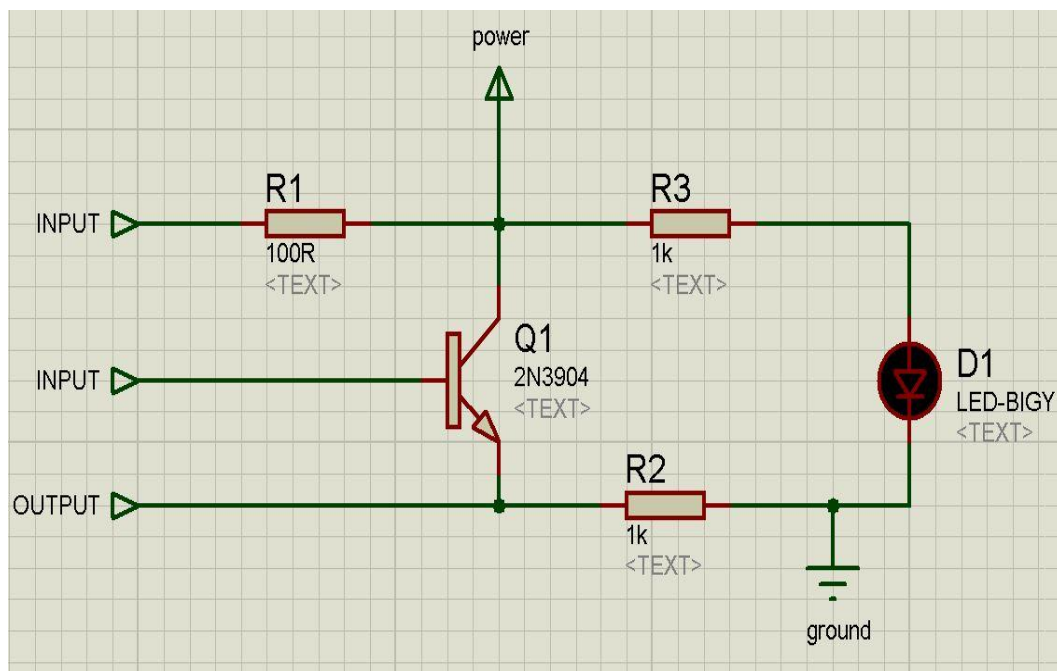 power
R1
R3
INPUT
100R
1k
<TEXT>
<TEXT>
Q1
INPUT
2N3904
<TEXT>
D1
LED-BIGY
<TEXT>
R2
OUTPUT
1k
<TEXT>
ground